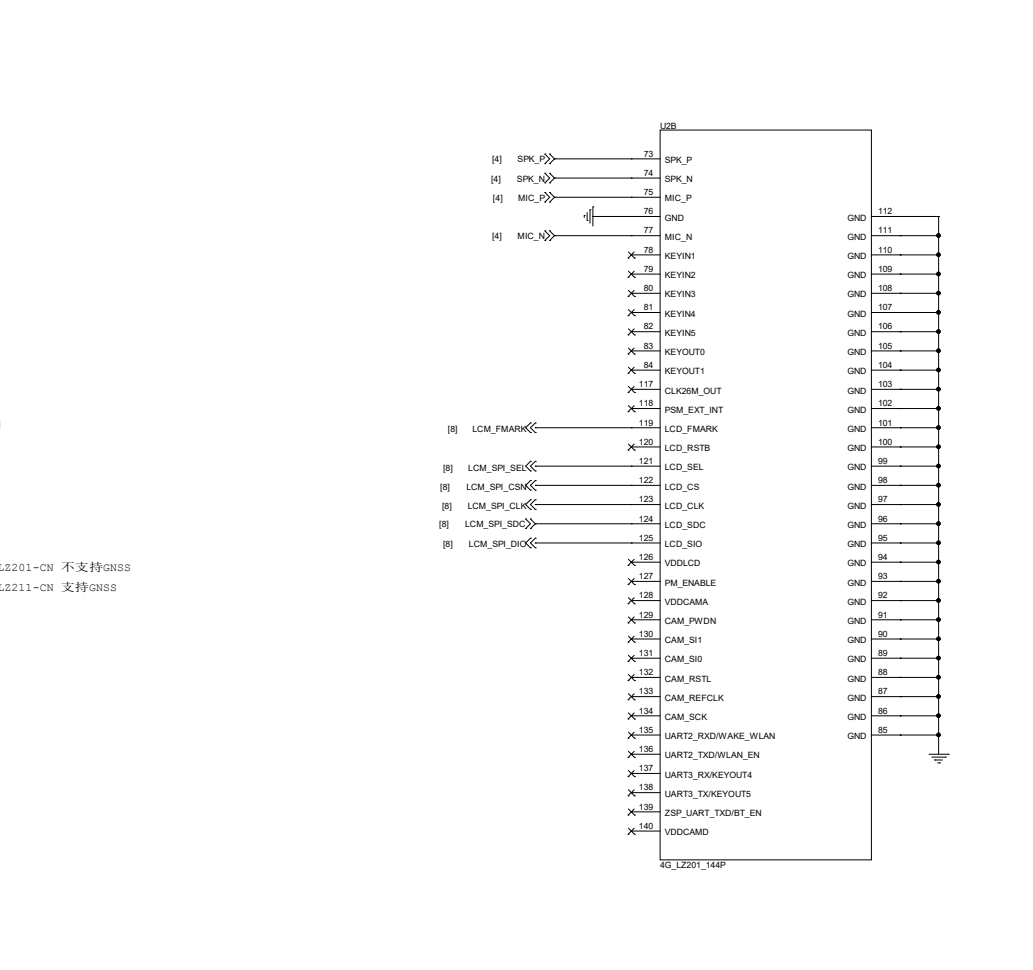 U2B
[4] SPK_P 73 SPK_P
[4] SPK_N 74 SPK_N
[4] MIC_P 75 MIC_P
76 GND GND 112
[4] MIC_N 77 MIC_N GND 111
78 KEYIN1 GND 110
79 KEYIN2 GND 109
80 KEYIN3 GND 108
81 KEYIN4 GND 107
82 KEYIN5 GND 106
83 KEYOUT0 GND 105
84 KEYOUT1 GND 104
117 CLK26M_OUT GND 103
118 PSM_EXT_INT GND 102
[8] LCM_FMARK 119 LCD_FMARK GND 101
120 LCD_RSTB GND 100
[8] LCM_SPI_SEL 121 LCD_SEL GND 99
[8] LCM_SPI_CSN 122 LCD_CS GND 98
[8] LCM_SPI_CLK 123 LCD_CLK GND 97
[8] LCM_SPI_SDC 124 LCD_SDC GND 96
[8] LCM_SPI_DIO 125 LCD_SIO GND 95
LZ201-CN 不支持GNSS
126 VDDLCD GND 94
LZ211-CN 支持GNSS
127 PM_ENABLE GND 93
128 VDDCAMA GND 92
129 CAM_PWDN GND 91
130 CAM_SI1 GND 90
131 CAM_SI0 GND 89
132 CAM_RSTL GND 88
133 CAM_REFCLK GND 87
134 CAM_SCK GND 86
135 UART2_RXD/WAKE_WLAN GND 85
136 UART2_TXD/WLAN_EN
137 UART3_RX/KEYOUT4
138 UART3_TX/KEYOUT5
139 ZSP_UART_TXD/BT_EN
140 VDDCAMD
4G_LZ201_144P